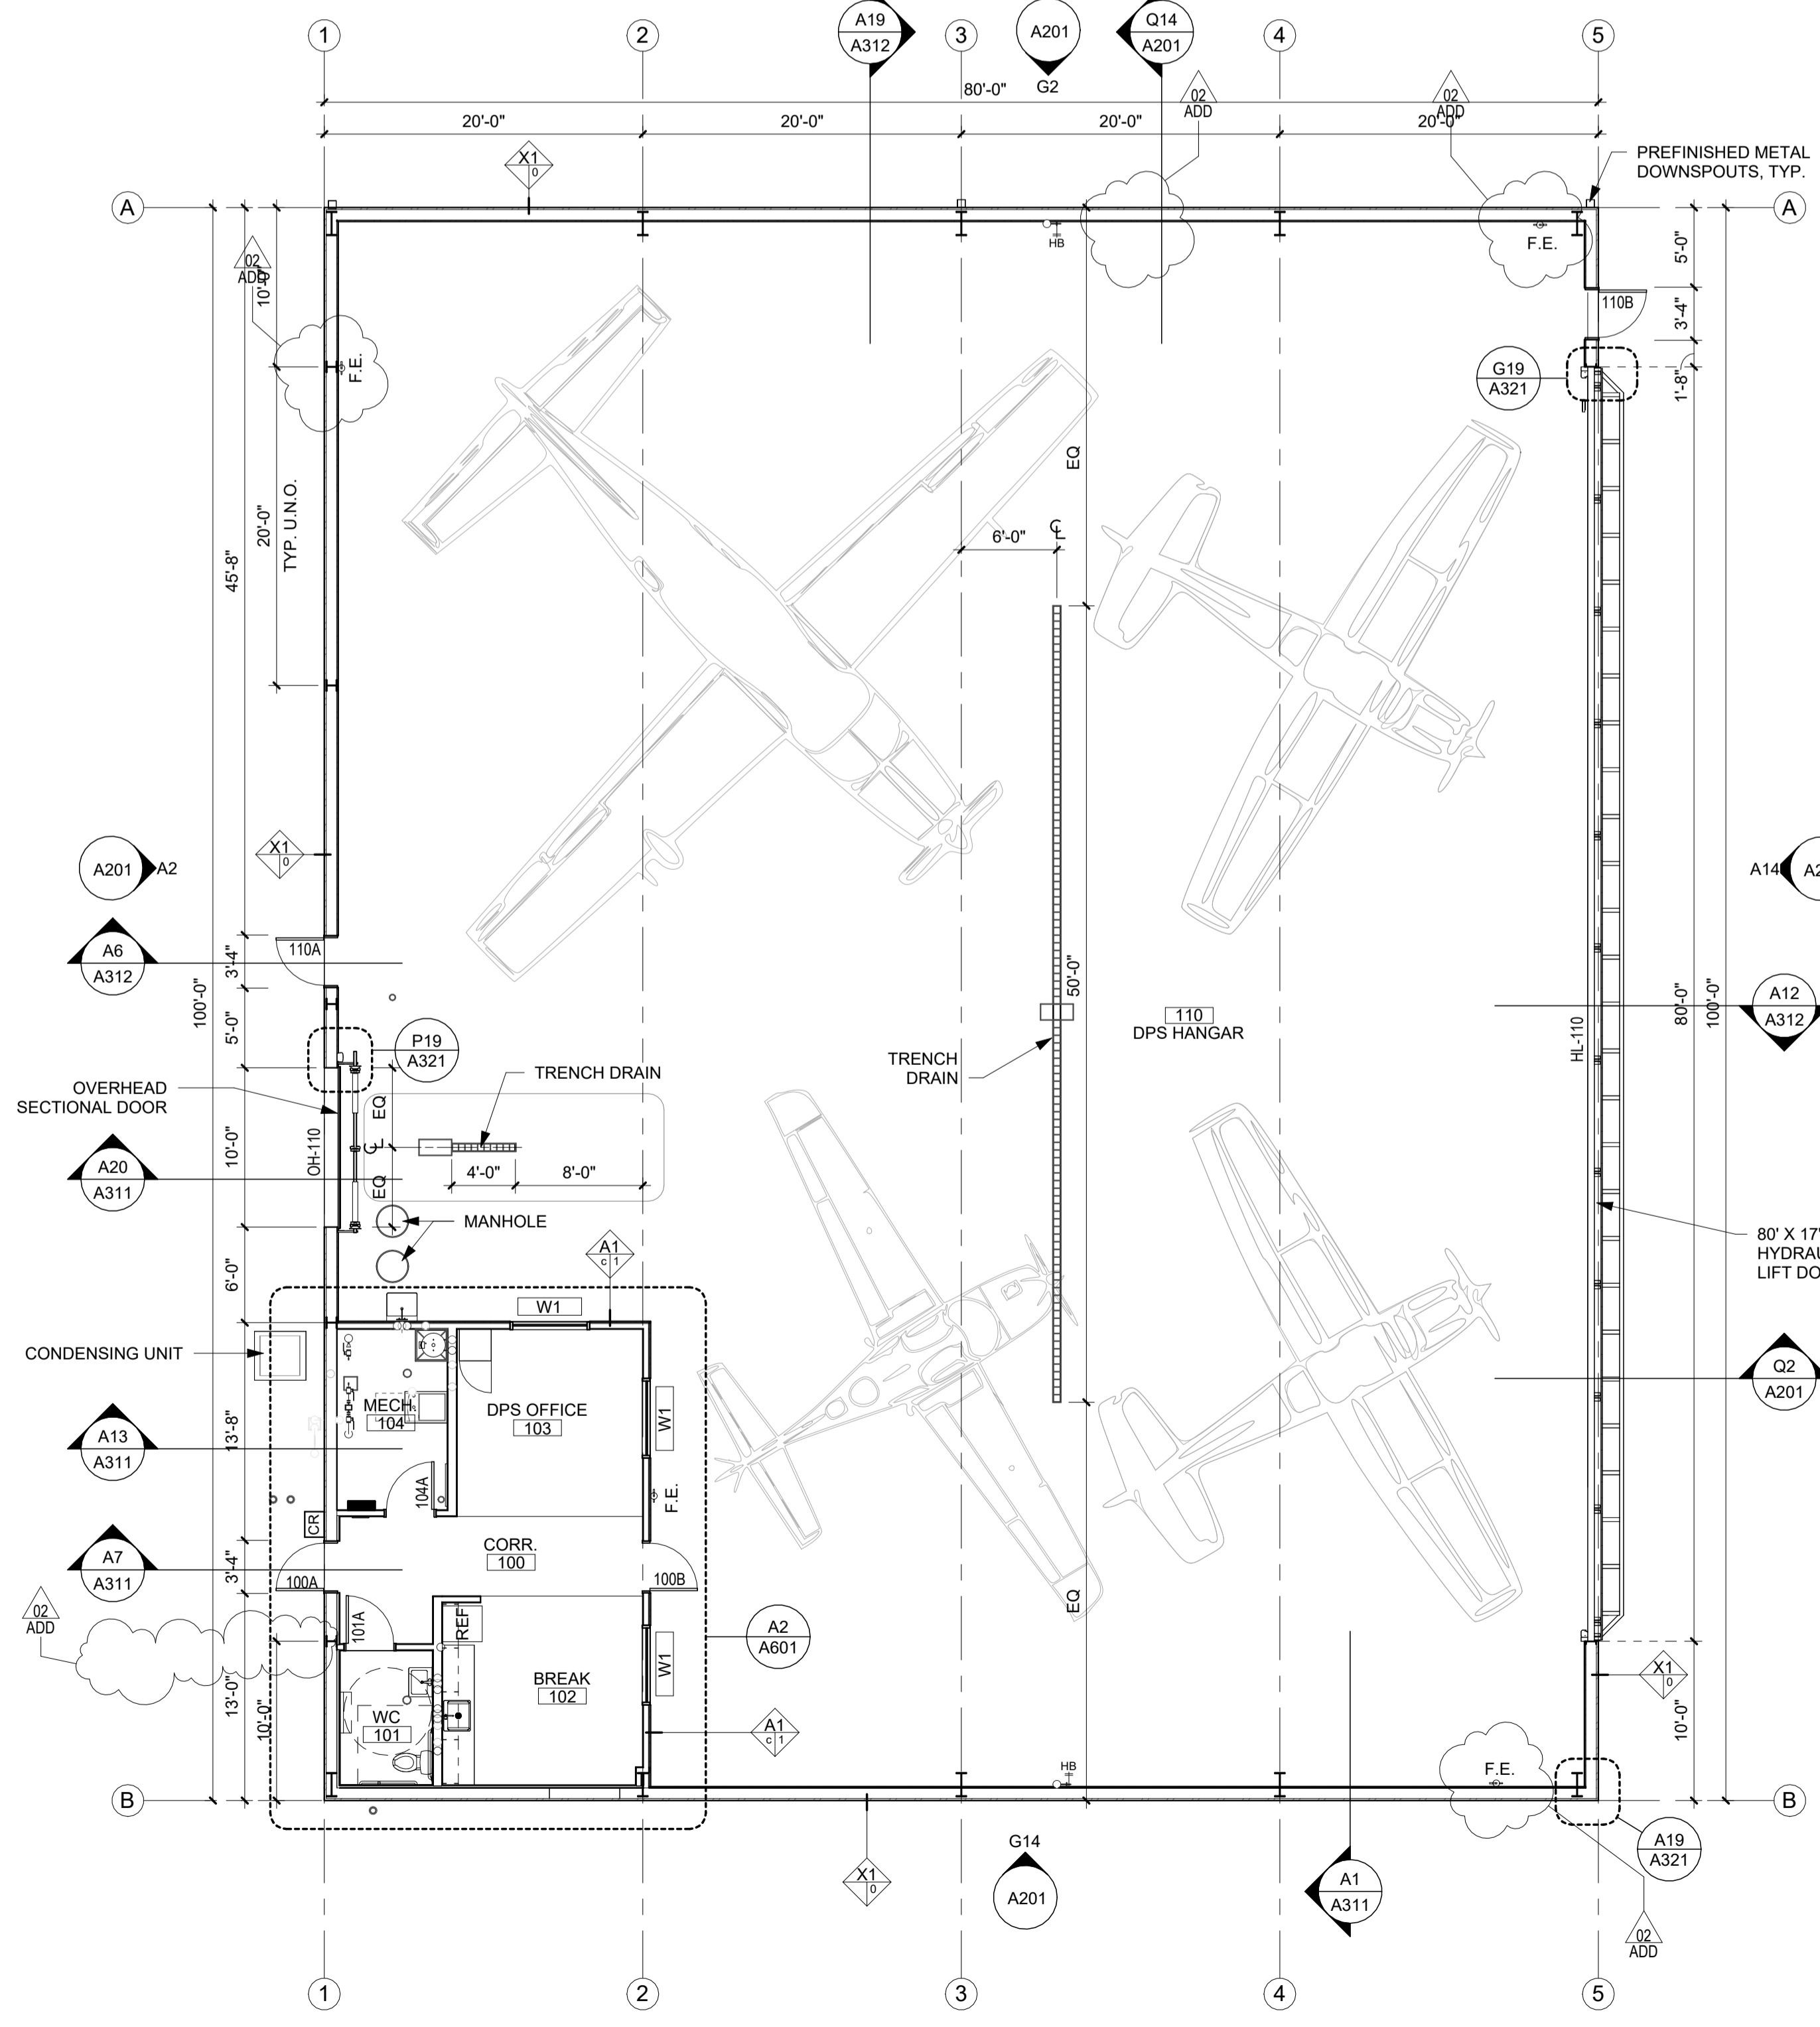 1
2
A19
A312
3
A201
G2
Q14
A201
4
5
80'-0"
02
ADD
02
ADD
20'-0"
20'-0"
20'-0"
20'-0"
X1
0
PREFINISHED METAL
DOWNSPOUTS, TYP.
A
A
HB
F.E.
5'-0"
02
ADD
10'-0"
110B
3'-4"
F.E.
G19
A321
1'-8"
EQ
20'-0"
TYP. U.N.O.
45'-8"
6'-0"
CL
X1
0
A201
A2
A14
A6
A312
110A
3'-4"
100'-0"
50'-0"
110
DPS HANGAR
HL-110
80'-0"
100'-0"
A12
A312
5'-0"
P19
A321
TRENCH
DRAIN
OVERHEAD
SECTIONAL DOOR
TRENCH DRAIN
EQ
CL
EQ
10'-0"
OH-110
A20
A311
4'-0"
8'-0"
MANHOLE
80' X 17'
A1
c 1
6'-0"
W1
CONDENSING UNIT
Q2
A201
MECH.
104
DPS OFFICE
103
W1
A13
A311
13'-8"
104A
F.E.
CR
CORR.
100
A7
A311
3'-4"
100A
100B
02
ADD
101A
REF
EQ
A2
A601
W1
BREAK
102
X1
0
13'-0"
10'-0"
WC
101
A1
c 1
10'-0"
HB
F.E.
B
B
G14
A201
X1
0
A1
A311
A19
A321
02
ADD
1
2
3
4
5